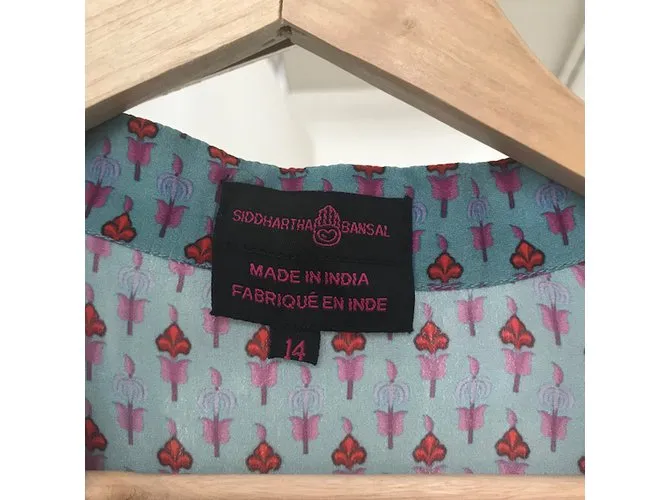 SIDDHARTHA BANSAL
MADE IN INDIA
FABRIQUÉ EN INDE
14